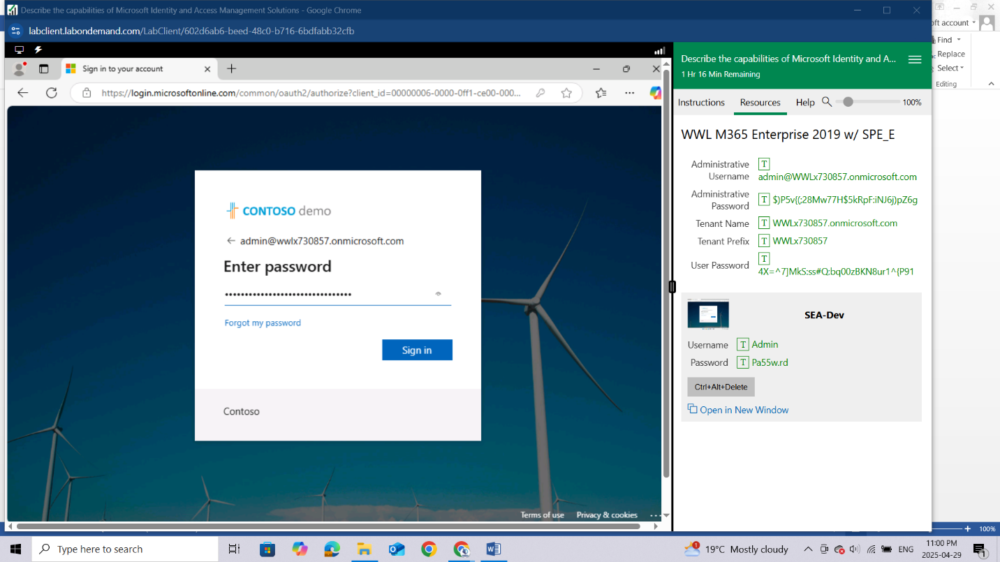 Describe the capabilities of Microsoft Identity and Access Management Solutions - Google Chrome
labclient.labondemand.com/LabClient/602d6ab6-beed-48c0-b716-6bdfabb32cfb
Sign in to your account
https://login.microsoftonline.com/common/oauth2/authorize?client_id=00000006-0000-0ff1-ce00-000...
CONTOSO demo
admin@wwlx730857.onmicrosoft.com
Enter password
Forgot my password
Sign in
Contoso
Terms of use Privacy & cookies ...
Describe the capabilities of Microsoft Identity and A...
1 Hr 16 Min Remaining
Instructions Resources Help 100%
WWL M365 Enterprise 2019 w/ SPE_E
Administrative Username
T admin@WWLx730857.onmicrosoft.com
Administrative Password
T $)P5v{(;28Mw77H$5kRpF:iNJ6j)pZ6g
Tenant Name T WWLx730857.onmicrosoft.com
Tenant Prefix T WWLx730857
User Password T 4X=^7]MkS:ss#Q;bq00zBKN8ur1^{P91
SEA-Dev
Username T Admin
Password T Pa55w.rd
Ctrl+Alt+Delete
Open in New Window
ft account
Find
Replace
Select
Editing
100%
Type here to search
1
19°C Mostly cloudy
ENG
11:00 PM
2025-04-29
1